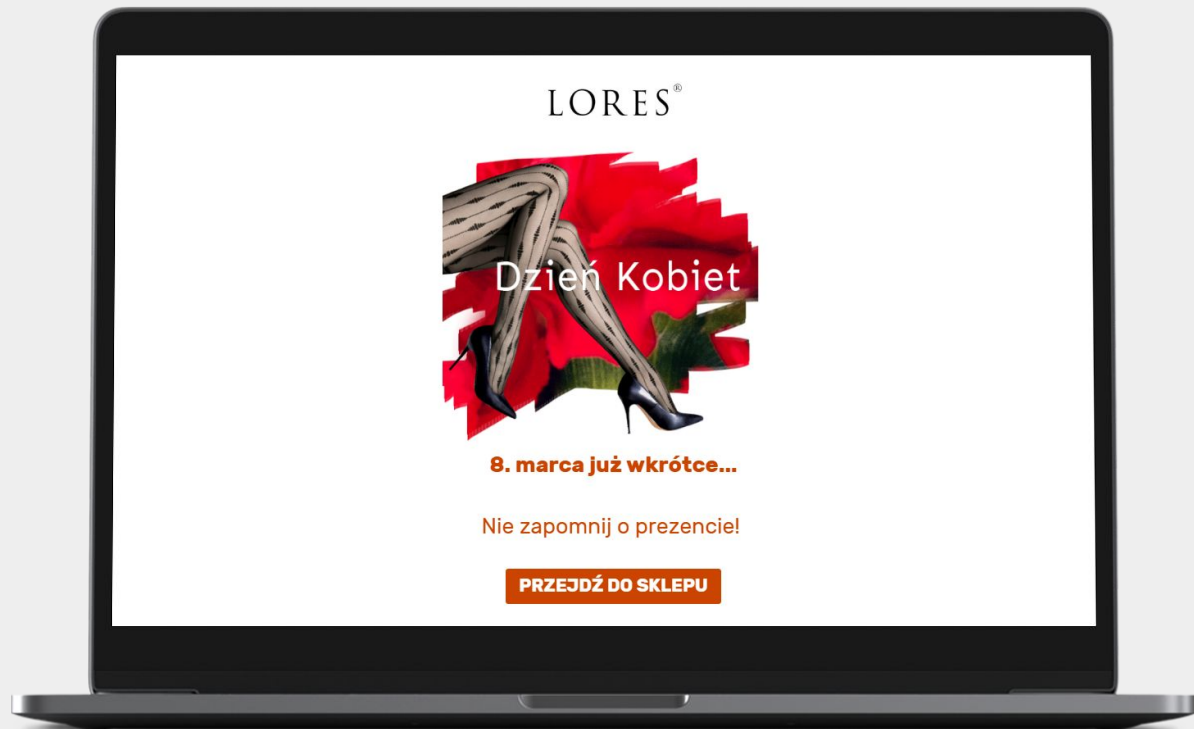 LORES®
Dzień Kobiet
8. marca już wkrótce...
Nie zapomnij o prezencie!
PRZEJDŹ DO SKLEPU